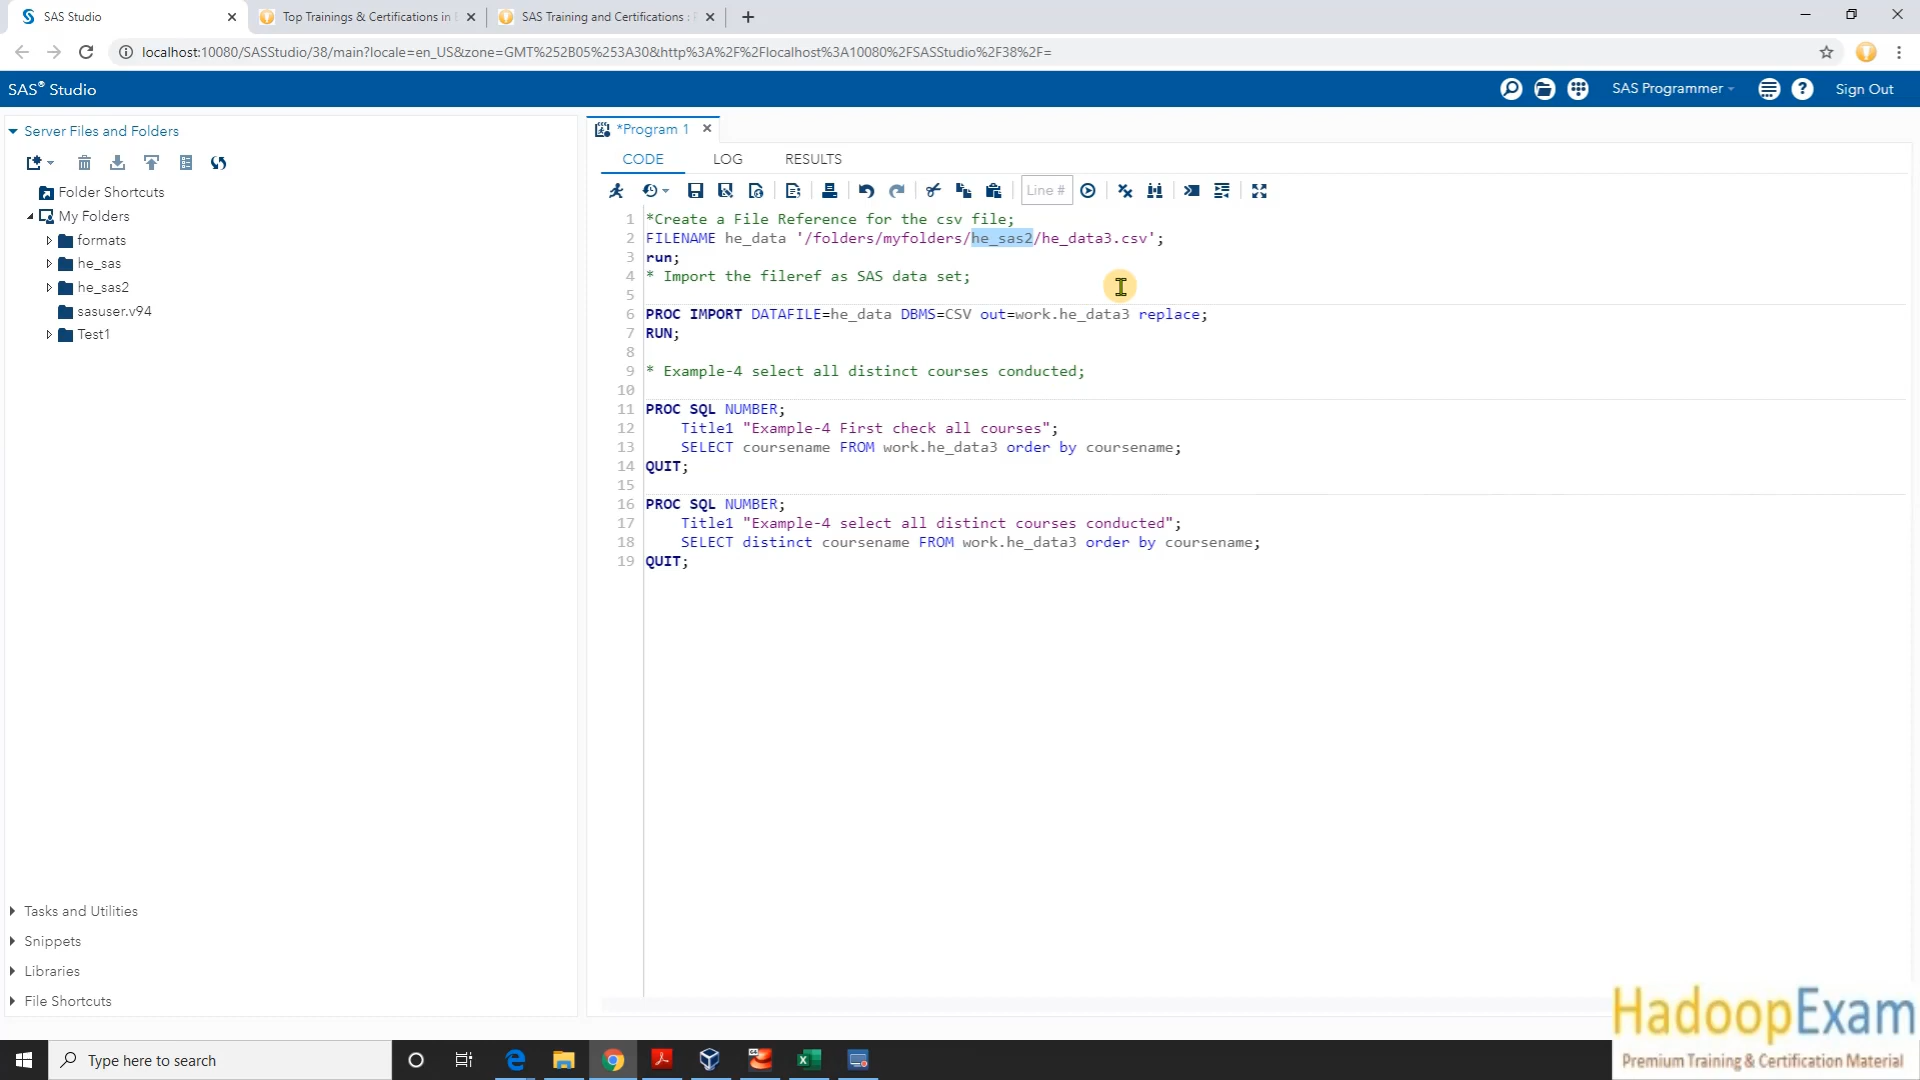 SAS Studio
Top Trainings & Certifications in
SAS Training and Certifications :
localhost:10080/SASStudio/38/main?locale=en_US&zone=GMT%252B05%253A30&http%3A%2F%2Flocalhost%3A10080%2FSASStudio%2F38%2F=
SAS® Studio
SAS Programmer
Sign Out
Server Files and Folders
Folder Shortcuts
My Folders
formats
he_sas
he_sas2
sasuser.v94
Test1
Tasks and Utilities
Snippets
Libraries
File Shortcuts
*Program 1
CODE LOG RESULTS
Line #
1 *Create a File Reference for the csv file;
2 FILENAME he_data '/folders/myfolders/he_sas2/he_data3.csv';
3 run;
4 * Import the fileref as SAS data set;
5
6 PROC IMPORT DATAFILE=he_data DBMS=CSV out=work.he_data3 replace;
7 RUN;
8
9 * Example-4 select all distinct courses conducted;
10
11 PROC SQL NUMBER;
12 Title1 "Example-4 First check all courses";
13 SELECT coursename FROM work.he_data3 order by coursename;
14 QUIT;
15
16 PROC SQL NUMBER;
17 Title1 "Example-4 select all distinct courses conducted";
18 SELECT distinct coursename FROM work.he_data3 order by coursename;
19 QUIT;
HadoopExam
Premium Training & Certification Material
Type here to search